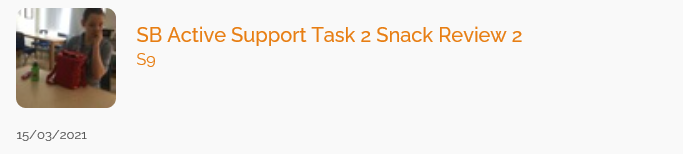 SB Active Support Task 2 Snack Review 2
S9
15/03/2021